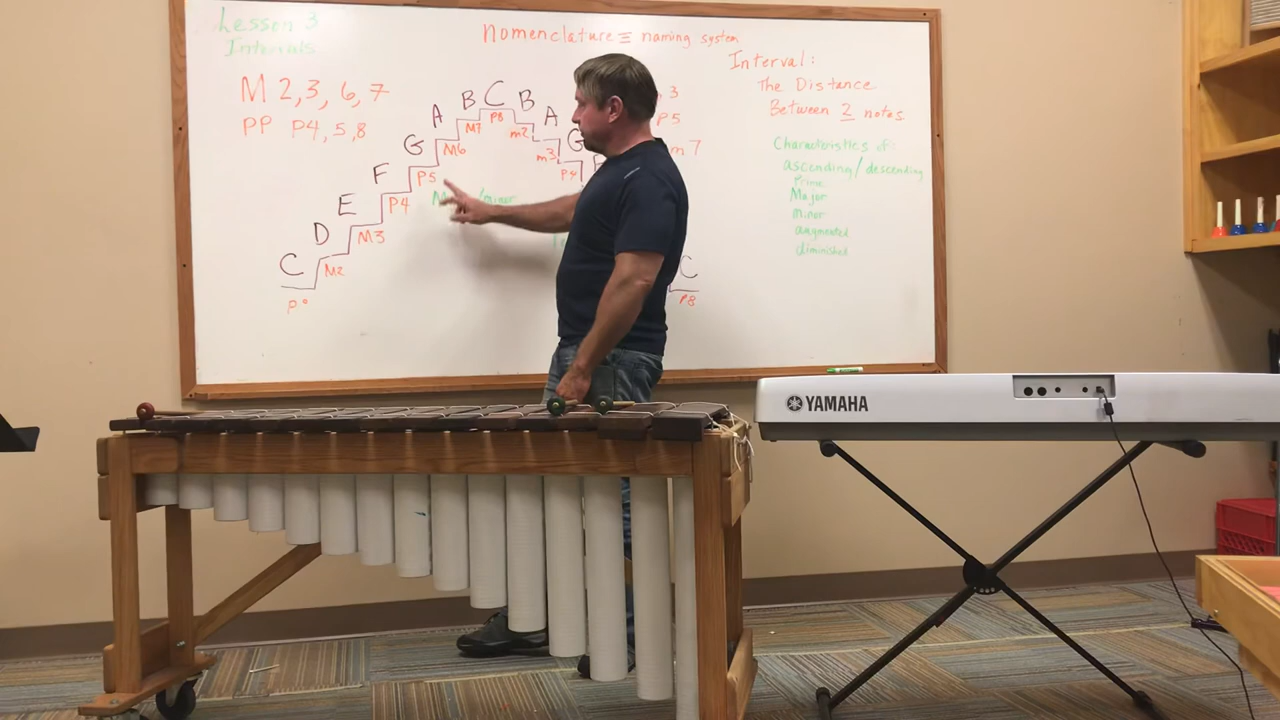 Lesson 3
Intervals
Nomenclature ≡ naming system
M 2,3, 6, 7
PP P4, 5, 8
C D E F G A B C B A G
P° M2 M3 P4 P5 M6 M7 P8 m2 m3 P4
/minor
, 3
P5
m7
C
P8
Interval:
The Distance
Between 2 notes
Characteristics of:
ascending/descending
Prime
Major
minor
augmented
diminished
YAMAHA